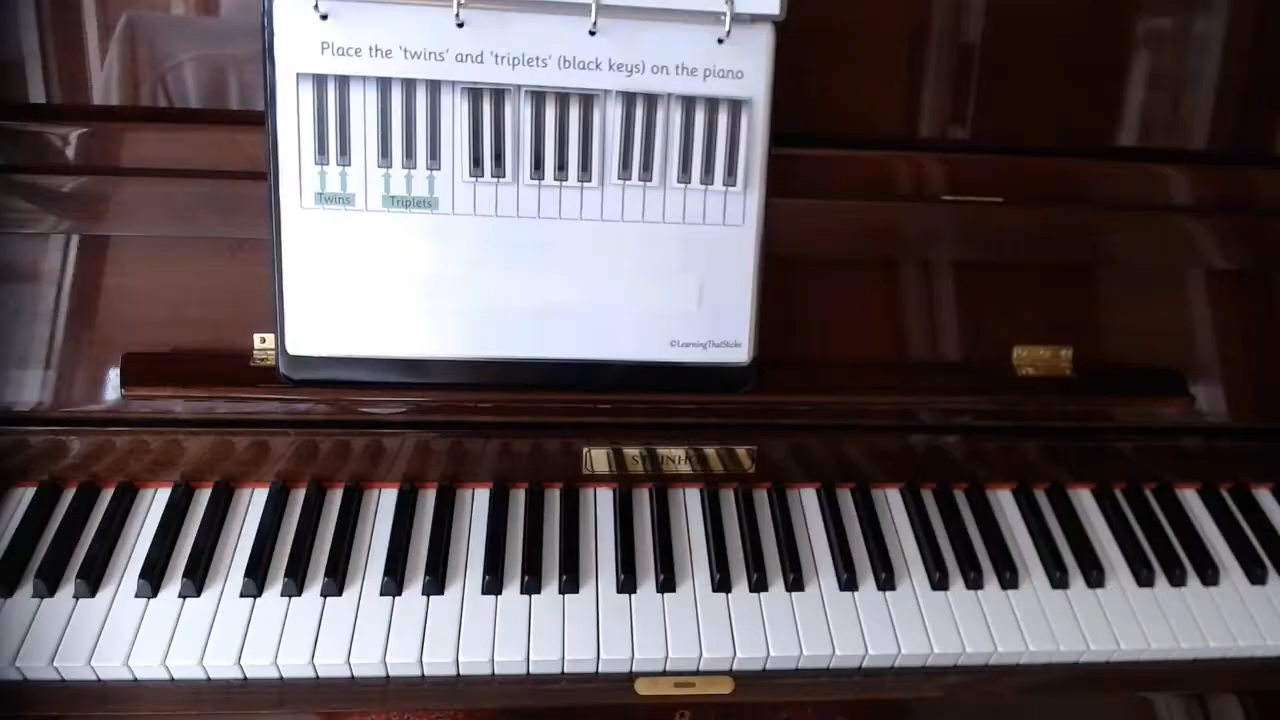 Place the 'twins' and 'triplets' (black keys) on the piano
Twins
Triplets
©LearningThatSticks